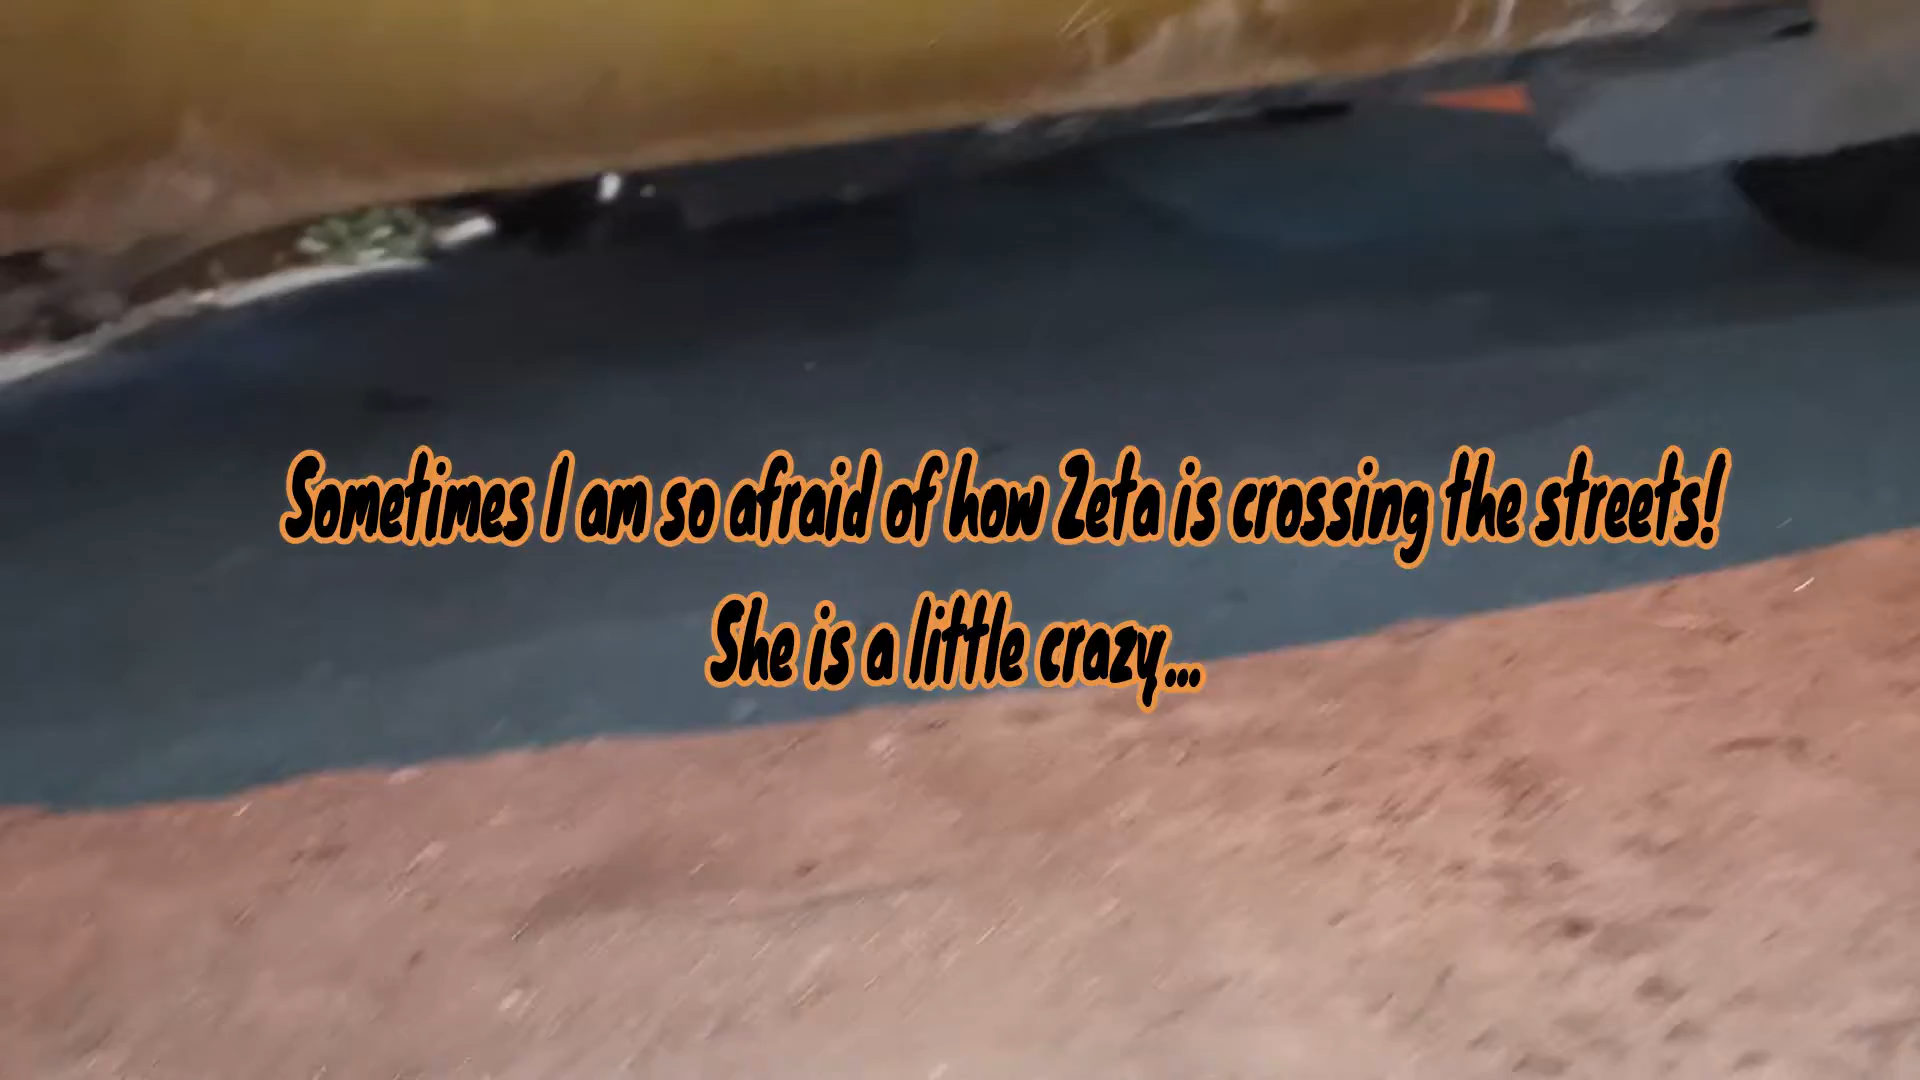 Sometimes I am so afraid of how Zeta is crossing the streets!
She is a little crazy...